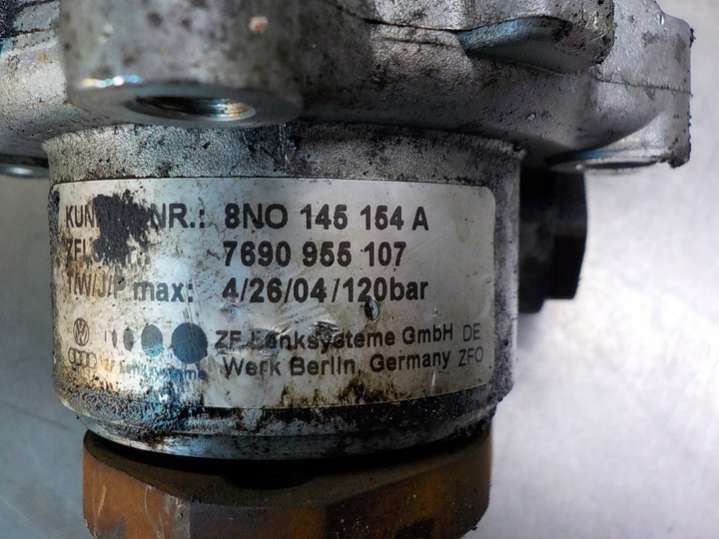 NR.: 8NO 145 154 A
7690 955 107
T/W/J/P max: 4/26/04/120bar
ZF Lenksysteme GmbH DE
Werk Berlin, Germany ZFO